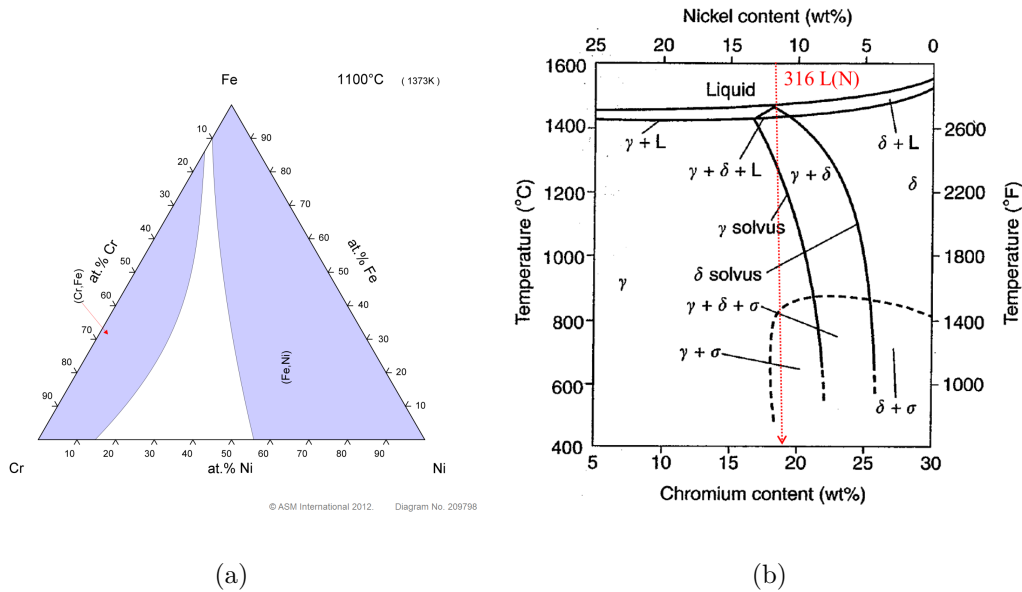 Fe
1100°C
( 1373K )
10
90
20
80
30
70
40
60
50
50
60
40
70
30
80
20
90
10
at.% Cr
at.% Fe
(Cr,Fe)
(Fe,Ni)
Cr
10
20
30
40
50
60
70
80
90
at.% Ni
Ni
© ASM International 2012.
Diagram No. 209798
(a)
Nickel content (wt%)
25
20
15
10
5
0
316 L(N)
Liquid
γ + L
γ + δ + L
γ + δ
δ + L
δ
γ solvus
δ solvus
γ
γ + δ + σ
γ + σ
δ + σ
Temperature (°C)
1600
1400
1200
1000
800
600
400
Temperature (°F)
2600
2200
1800
1400
1000
5
10
15
20
25
30
Chromium content (wt%)
(b)